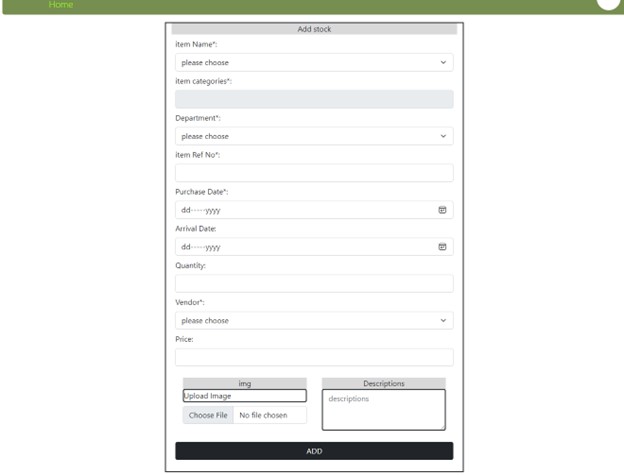 Home
Add stock
item Name*:
please choose
item categories*:
Department*:
please choose
item Ref No*:
Purchase Date*:
dd-----yyyy
Arrival Date:
dd-----yyyy
Quantity:
Vendor*:
please choose
Price:
img
Descriptions
Upload Image
descriptions
Choose File No file chosen
ADD